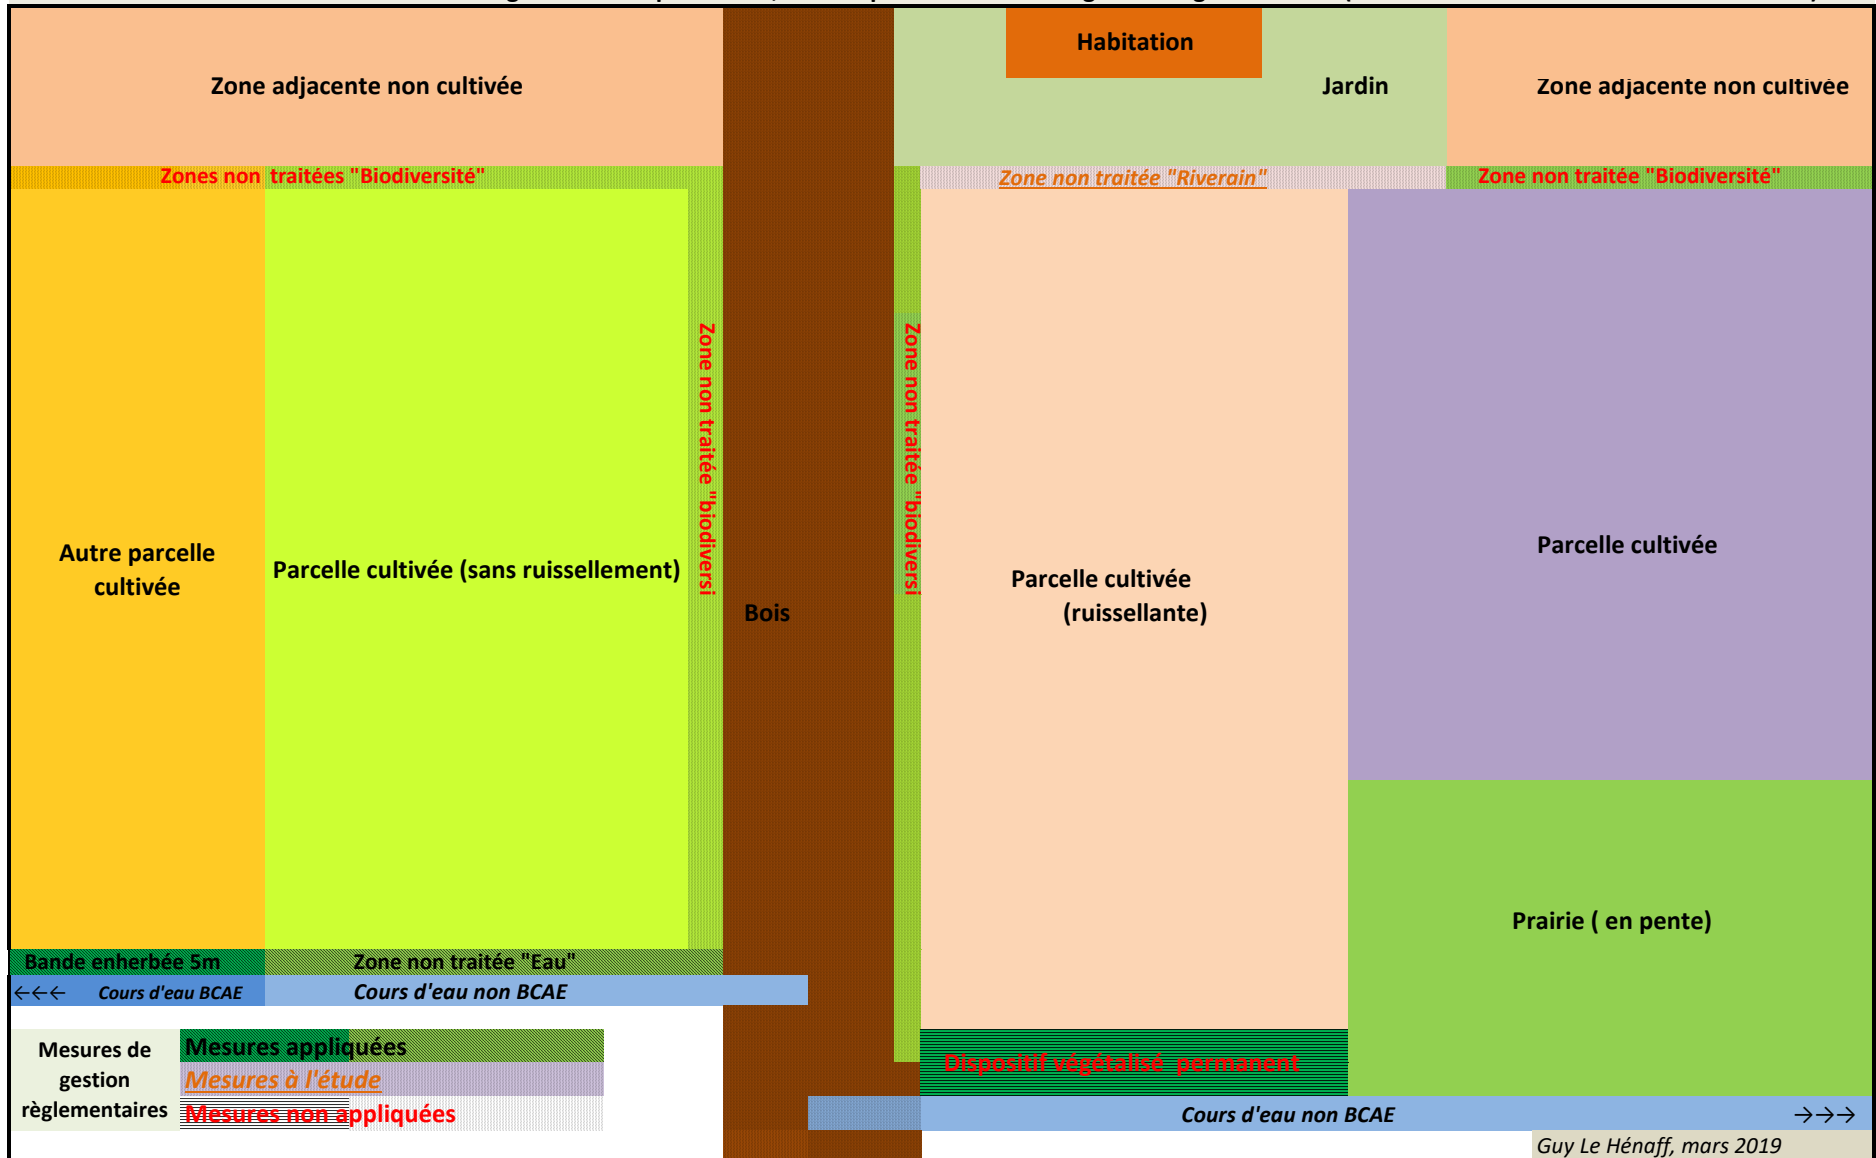 Habitation
Zone adjacente non cultivée
Jardin
Zone adjacente non cultivée
Zones non traitées "Biodiversité"
Zone non traitée "Riverain"
Zone non traitée "Biodiversité"
Zone non traitée "biodiversi
Zone non traitée "biodiversi
Autre parcelle
cultivée
Parcelle cultivée (sans ruissellement)
Bois
Parcelle cultivée
(ruissellante)
Parcelle cultivée
Prairie ( en pente)
Bande enherbée 5m
Zone non traitée "Eau"
←←← Cours d'eau BCAE
Cours d'eau non BCAE
Mesures de
gestion
règlementaires
Mesures appliquées
Mesures à l'étude
Mesures non appliquées
Dispositif végétalisé permanent
Cours d'eau non BCAE →→→
Guy Le Hénaff, mars 2019